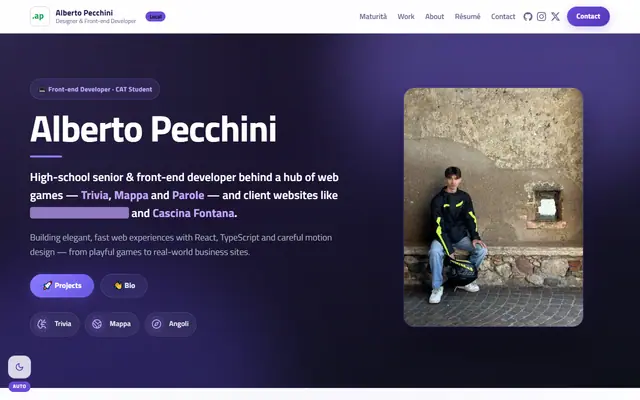 .ap
Alberto Pecchini
Designer & Front-end Developer
Local
Maturità
Work
About
Résumé
Contact
Contact
Front-end Developer · CAT Student
Alberto Pecchini
High-school senior & front-end developer behind a hub of web
games — Trivia, Mappa and Parole — and client websites like
and Cascina Fontana.
Building elegant, fast web experiences with React, TypeScript and careful motion
design — from playful games to real-world business sites.
🚀 Projects
👋 Bio
Trivia
Mappa
Angoli
AUTO